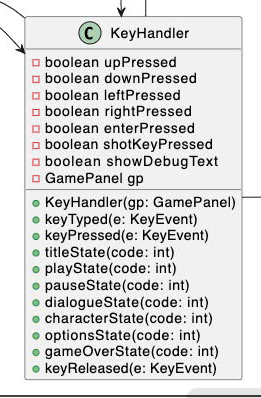 C KeyHandler
boolean upPressed
boolean downPressed
boolean leftPressed
boolean rightPressed
boolean enterPressed
boolean shotKeyPressed
boolean showDebugText
GamePanel gp
KeyHandler(gp: GamePanel)
keyTyped(e: KeyEvent)
keyPressed(e: KeyEvent)
titleState(code: int)
playState(code: int)
pauseState(code: int)
dialogueState(code: int)
characterState(code: int)
optionsState(code: int)
gameOverState(code: int)
keyReleased(e: KeyEvent)